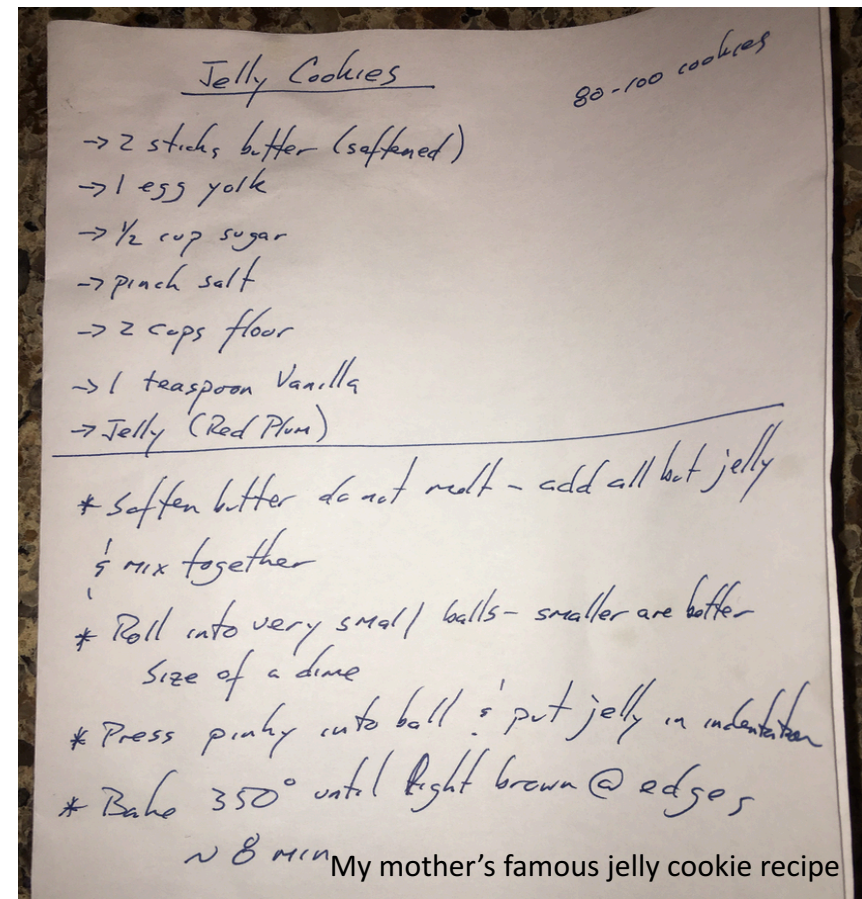 Jelly Cookies
80-100 cookies
→ 2 sticks butter (softened)
→ 1 egg yolk
→ 1/2 cup sugar
→ pinch salt
→ 2 cups flour
→ 1 teaspoon Vanilla
→ Jelly (Red Plum)
* Soften butter do not melt - add all but jelly
& mix together
* Roll into very small balls - smaller are better
size of a dime
* Press pinky into ball & put jelly in indentation
* Bake 350° until light brown @ edges
~ 8 min
My mother's famous jelly cookie recipe